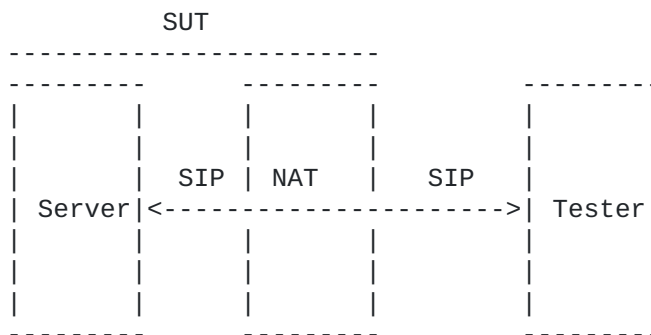 SUT
-------------------------
---------      ---------         ---------
|       |      |       |         |
|       |      |       |         |
|       |  SIP | NAT   |   SIP   |
| Server|<---------------------->| Tester
|       |      |       |         |
|       |      |       |         |
|       |      |       |         |
---------      ---------         ---------